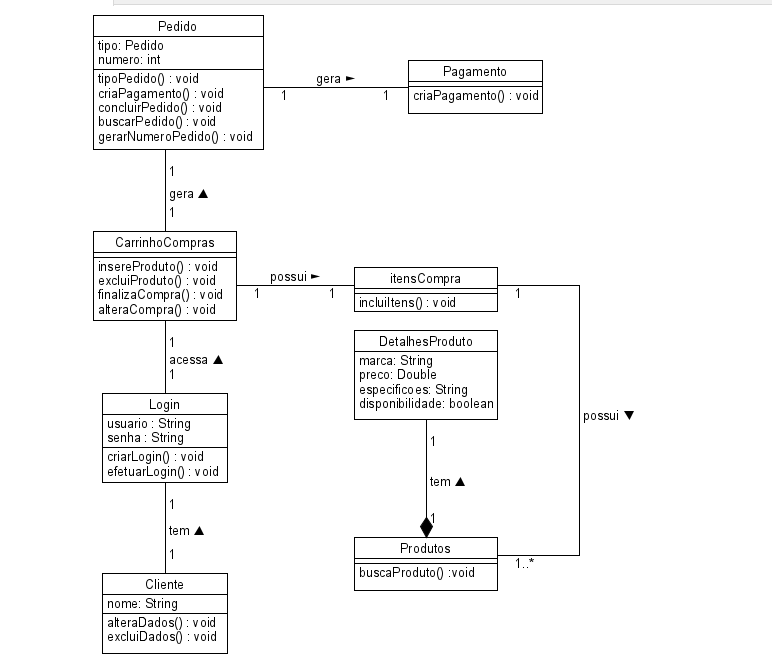 Pedido
tipo: Pedido
numero: int
tipoPedido() : void
criaPagamento() : void
concluirPedido() : void
buscarPedido() : void
gerarNumeroPedido() : void
gera ►
1
1
Pagamento
criaPagamento() : void
1
gera ▲
1
CarrinhoCompras
insereProduto() : void
excluiProduto() : void
finalizaCompra() : void
alteraCompra() : void
possui ►
1
1
itensCompra
incluiItens() : void
1
possui ▼
1..*
DetalhesProduto
marca: String
preco: Double
especificoes: String
disponibilidade: boolean
1
tem ▲
1
Produtos
buscaProduto() :void
1
acessa ▲
1
Login
usuario : String
senha : String
criarLogin() : void
efetuarLogin() : void
1
tem ▲
1
Cliente
nome: String
alteraDados() : void
excluiDados() : void